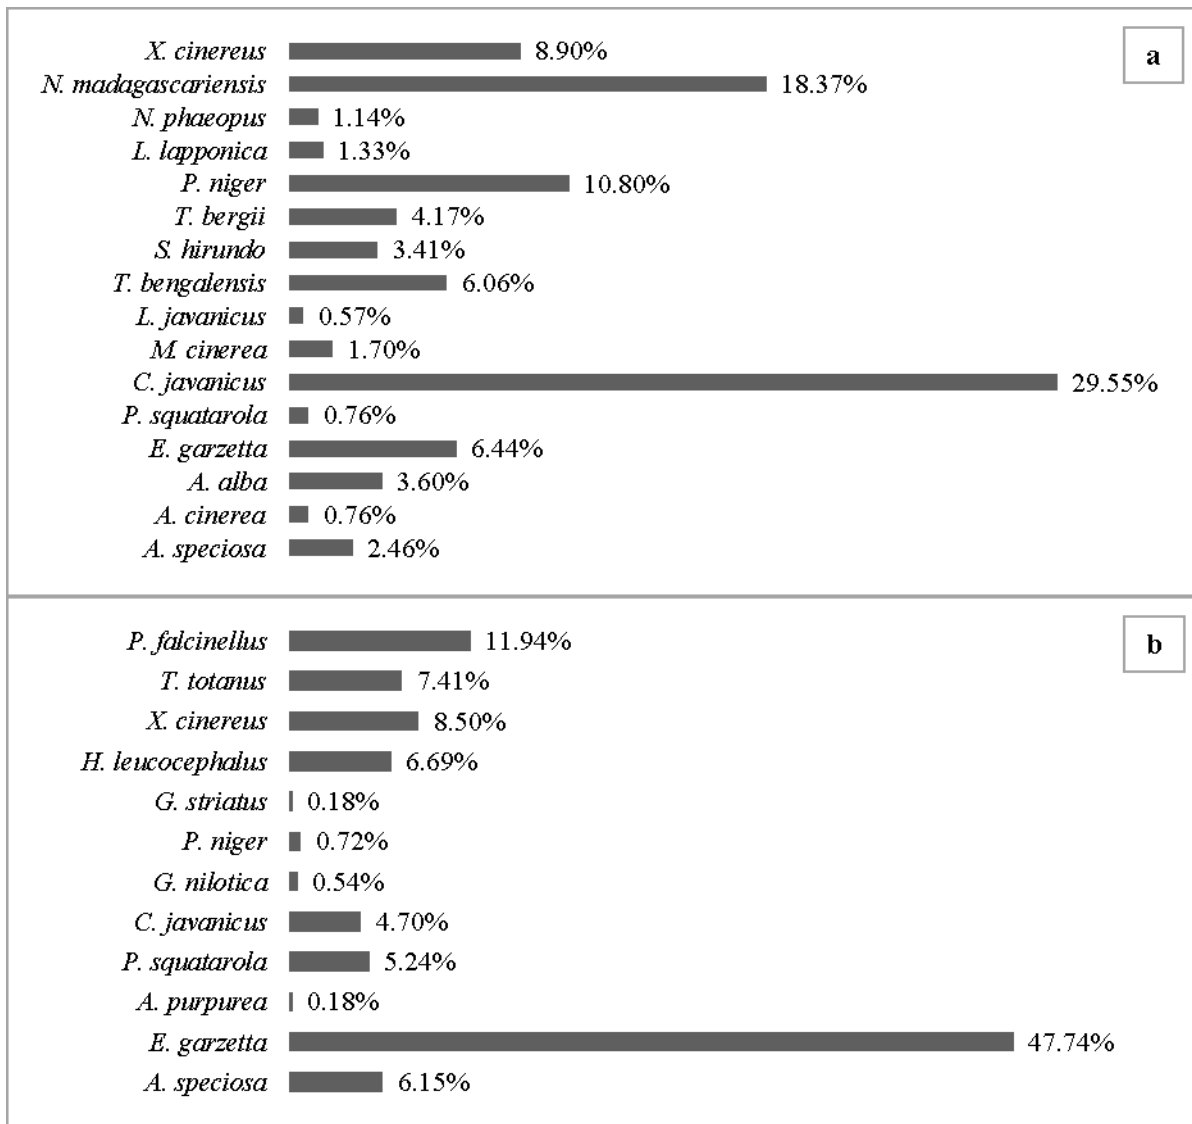 a
X. cinereus 8.90%
N. madagascariensis 18.37%
N. phaeopus 1.14%
L. lapponica 1.33%
P. niger 10.80%
T. bergii 4.17%
S. hirundo 3.41%
T. bengalensis 6.06%
L. javanicus 0.57%
M. cinerea 1.70%
C. javanicus 29.55%
P. squatarola 0.76%
E. garzetta 6.44%
A. alba 3.60%
A. cinerea 0.76%
A. speciosa 2.46%
b
P. falcinellus 11.94%
T. totanus 7.41%
X. cinereus 8.50%
H. leucocephalus 6.69%
G. striatus 0.18%
P. niger 0.72%
G. nilotica 0.54%
C. javanicus 4.70%
P. squatarola 5.24%
A. purpurea 0.18%
E. garzetta 47.74%
A. speciosa 6.15%